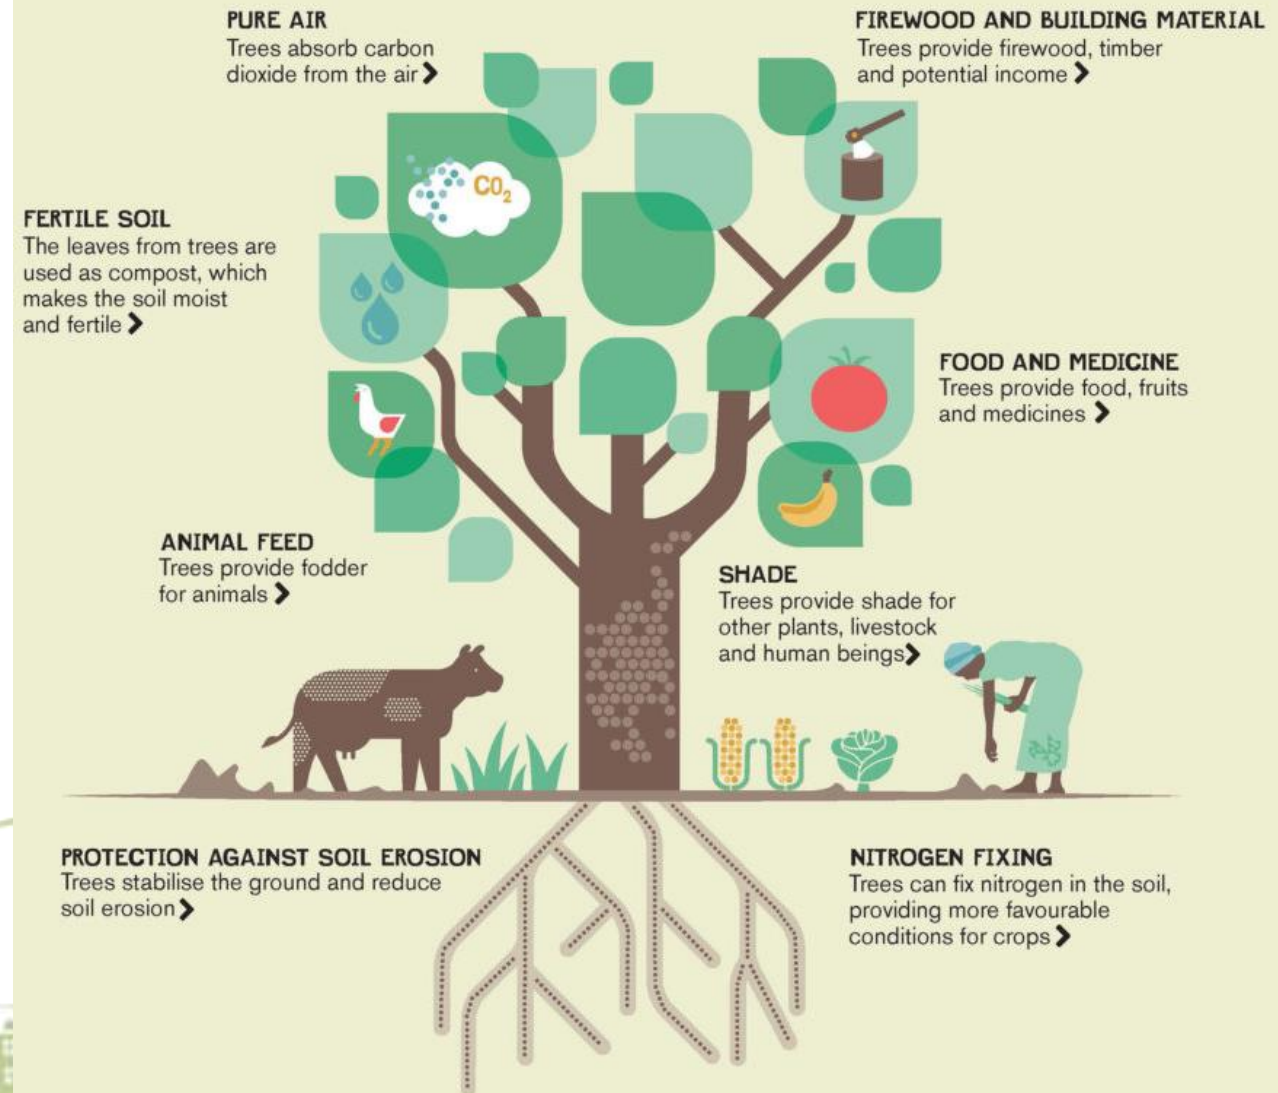 PURE AIR
Trees absorb carbon
dioxide from the air
FIREWOOD AND BUILDING MATERIAL
Trees provide firewood, timber
and potential income
CO₂
FERTILE SOIL
The leaves from trees are
used as compost, which
makes the soil moist
and fertile
FOOD AND MEDICINE
Trees provide food, fruits
and medicines
ANIMAL FEED
Trees provide fodder
for animals
SHADE
Trees provide shade for
other plants, livestock
and human beings
PROTECTION AGAINST SOIL EROSION
Trees stabilise the ground and reduce
soil erosion
NITROGEN FIXING
Trees can fix nitrogen in the soil,
providing more favourable
conditions for crops